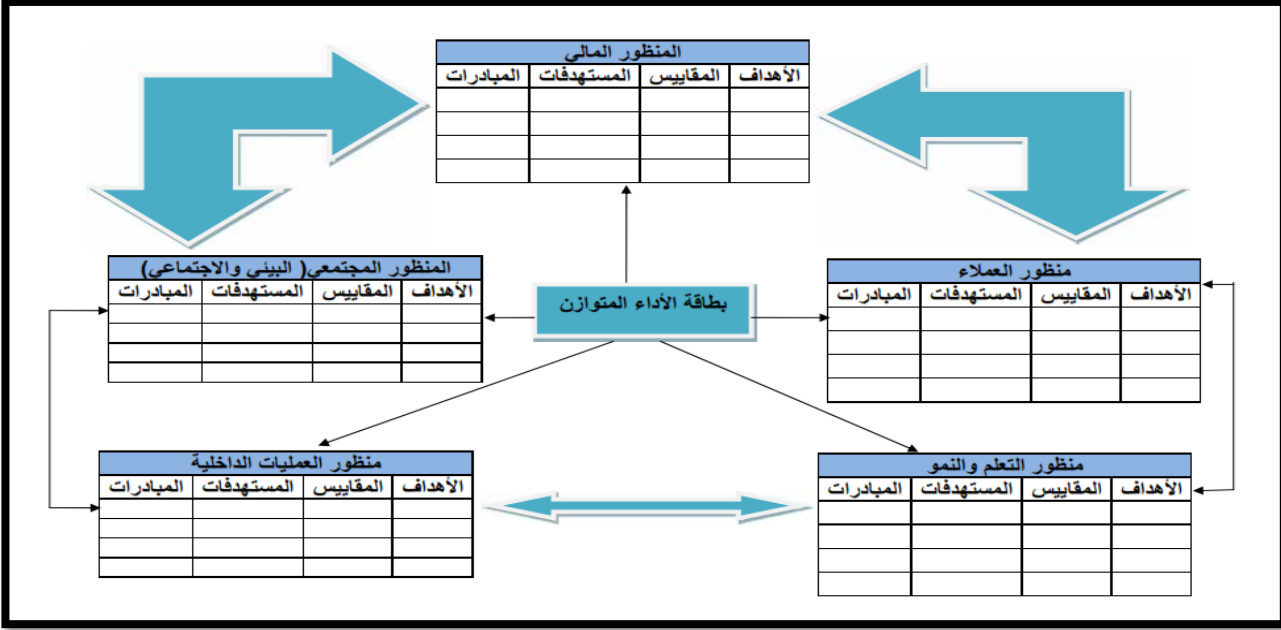 المنظور المالي
الأهداف المقاييس المستهدفات المبادرات
منظور العملاء
الأهداف المقاييس المستهدفات المبادرات
بطاقة الأداء المتوازن
المنظور المجتمعي( البيئي والاجتماعي)
الأهداف المقاييس المستهدفات المبادرات
منظور التعلم والنمو
الأهداف المقاييس المستهدفات المبادرات
منظور العمليات الداخلية
الأهداف المقاييس المستهدفات المبادرات